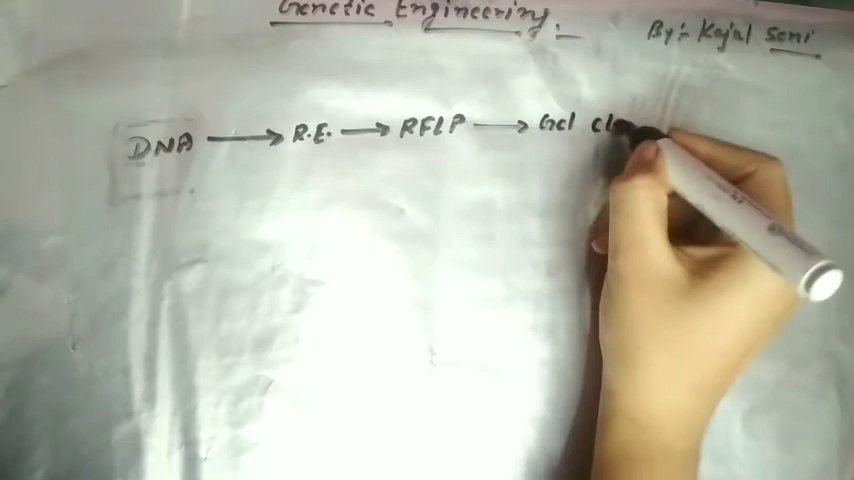 Genetic Engineering :-
By:- Kajal Soni
DNA → R.E. → RFLP → Gel